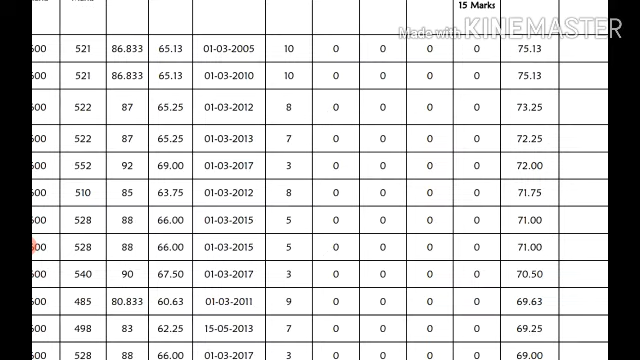 15 Marks
Made with KINEMASTER
600 521 86.833 65.13 01-03-2005 10 0 0 0 0 75.13
600 521 86.833 65.13 01-03-2010 10 0 0 0 0 75.13
600 522 87 65.25 01-03-2012 8 0 0 0 0 73.25
600 522 87 65.25 01-03-2013 7 0 0 0 0 72.25
600 552 92 69.00 01-03-2017 3 0 0 0 0 72.00
600 510 85 63.75 01-03-2012 8 0 0 0 0 71.75
600 528 88 66.00 01-03-2015 5 0 0 0 0 71.00
600 528 88 66.00 01-03-2015 5 0 0 0 0 71.00
600 540 90 67.50 01-03-2017 3 0 0 0 0 70.50
600 485 80.833 60.63 01-03-2011 9 0 0 0 0 69.63
600 498 83 62.25 15-05-2013 7 0 0 0 0 69.25
600 528 88 66.00 01-03-2017 3 0 0 0 0 69.00